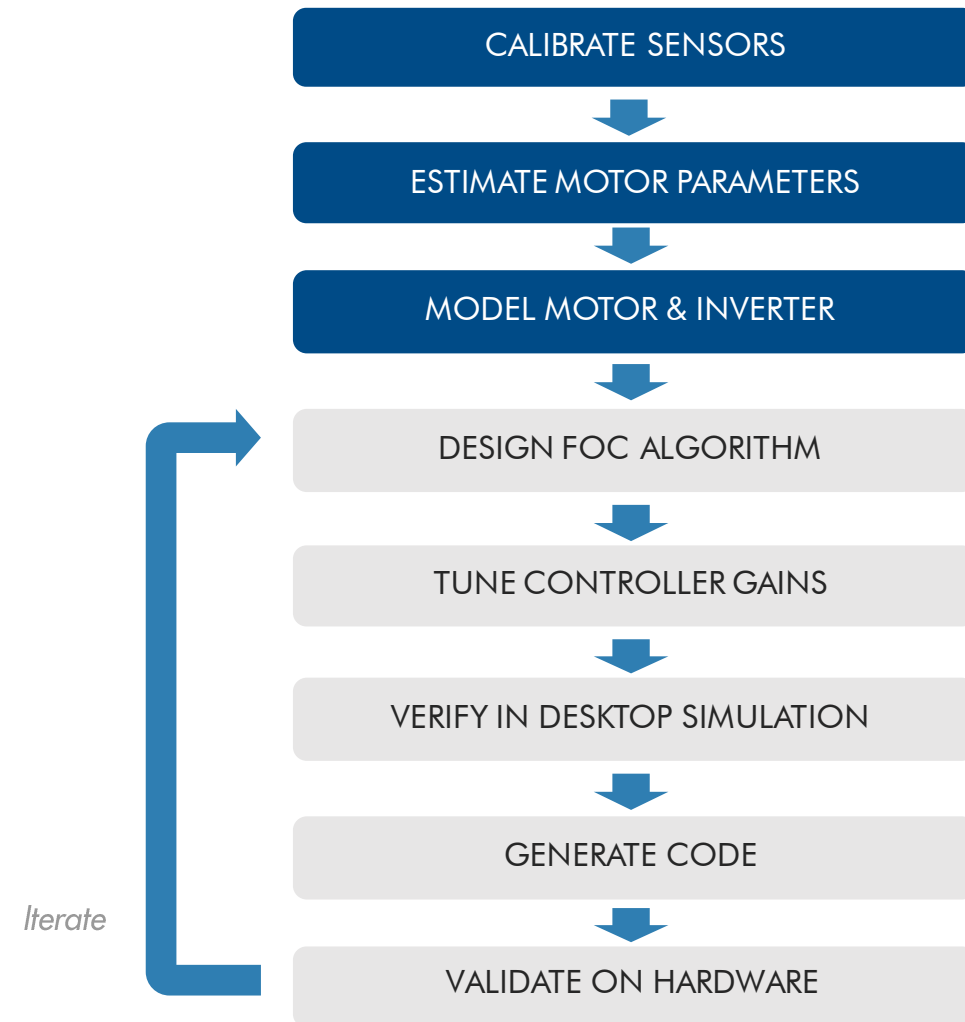 CALIBRATE SENSORS
ESTIMATE MOTOR PARAMETERS
MODEL MOTOR & INVERTER
DESIGN FOC ALGORITHM
TUNE CONTROLLER GAINS
VERIFY IN DESKTOP SIMULATION
GENERATE CODE
Iterate
VALIDATE ON HARDWARE